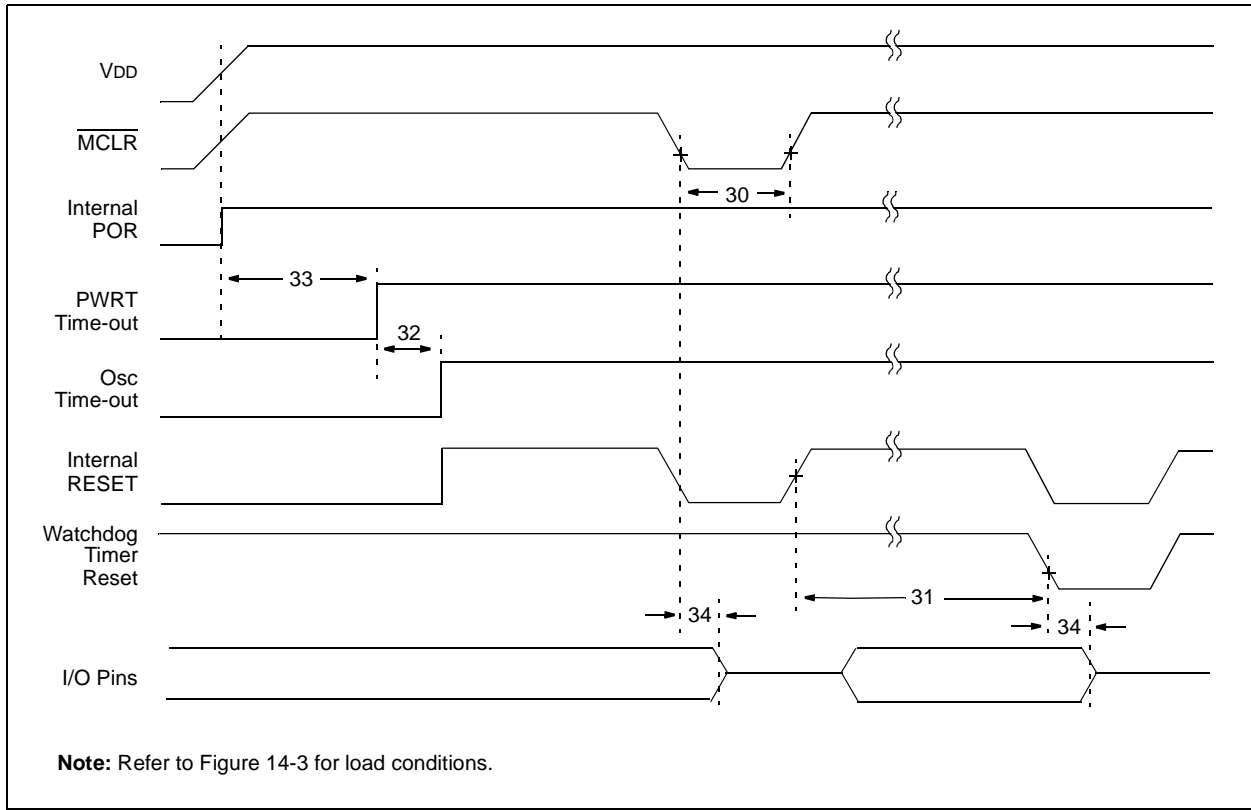 VDD
MCLR
30
Internal
POR
33
PWRT
Time-out
32
Osc
Time-out
Internal
RESET
Watchdog
Timer
Reset
31
34
34
I/O Pins
Note: Refer to Figure 14-3 for load conditions.